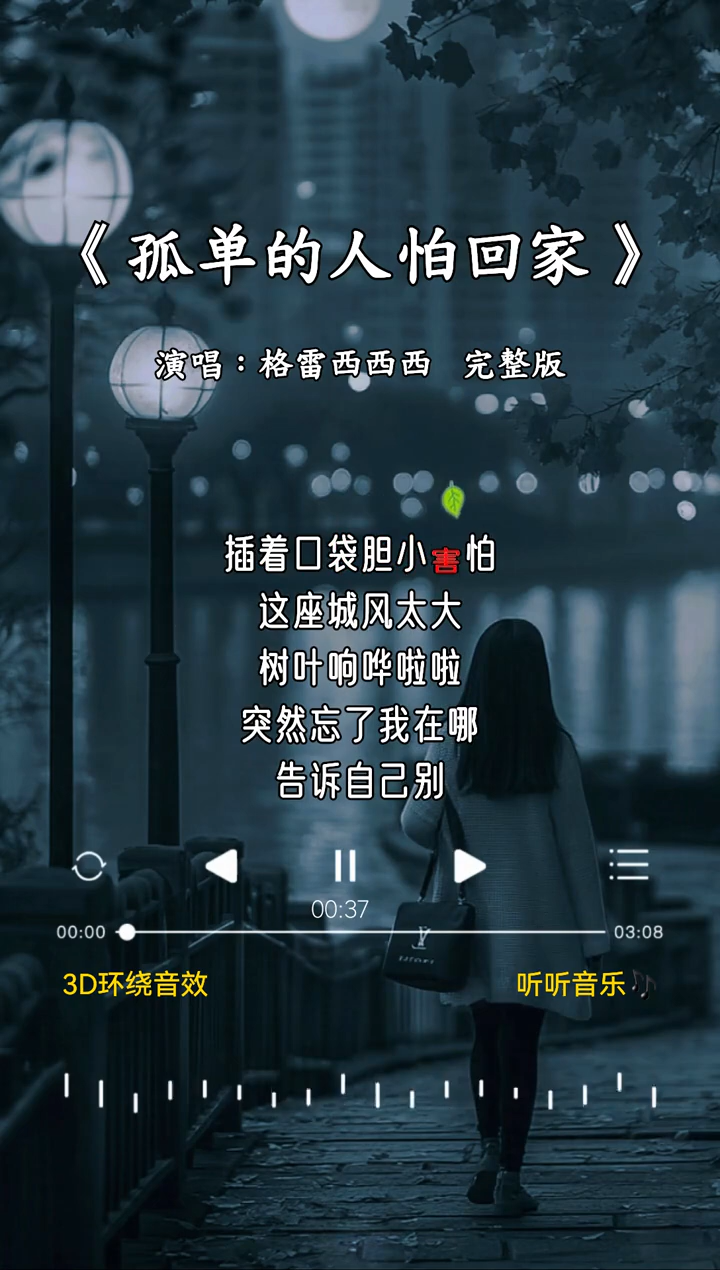 《孤单的人怕回家》
演唱：格雷西西西 完整版
插着口袋胆小害怕
这座城风太大
树叶响哗啦啦
突然忘了我在哪
告诉自己别
00:37
00:00 03:08
3D环绕音效 听听音乐